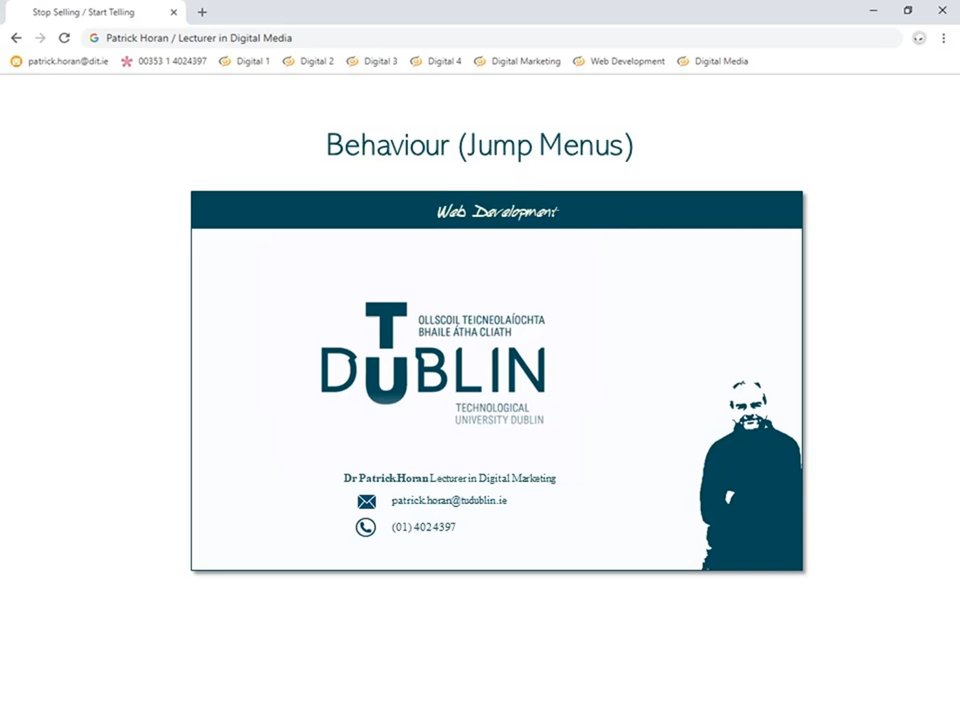 Stop Selling / Start Telling
Patrick Horan / Lecturer in Digital Media
patrick.horan@dit.ie 00353 1 4024397 Digital 1 Digital 2 Digital 3 Digital 4 Digital Marketing Web Development Digital Media
Behaviour (Jump Menus)
Web Development
OLLSCOIL TEICNEOLAÍOCHTA
BHAILE ÁTHA CLIATH
TU DUBLIN
TECHNOLOGICAL
UNIVERSITY DUBLIN
Dr Patrick Horan Lecturer in Digital Marketing
patrick.horan@tudublin.ie
(01) 402 4397